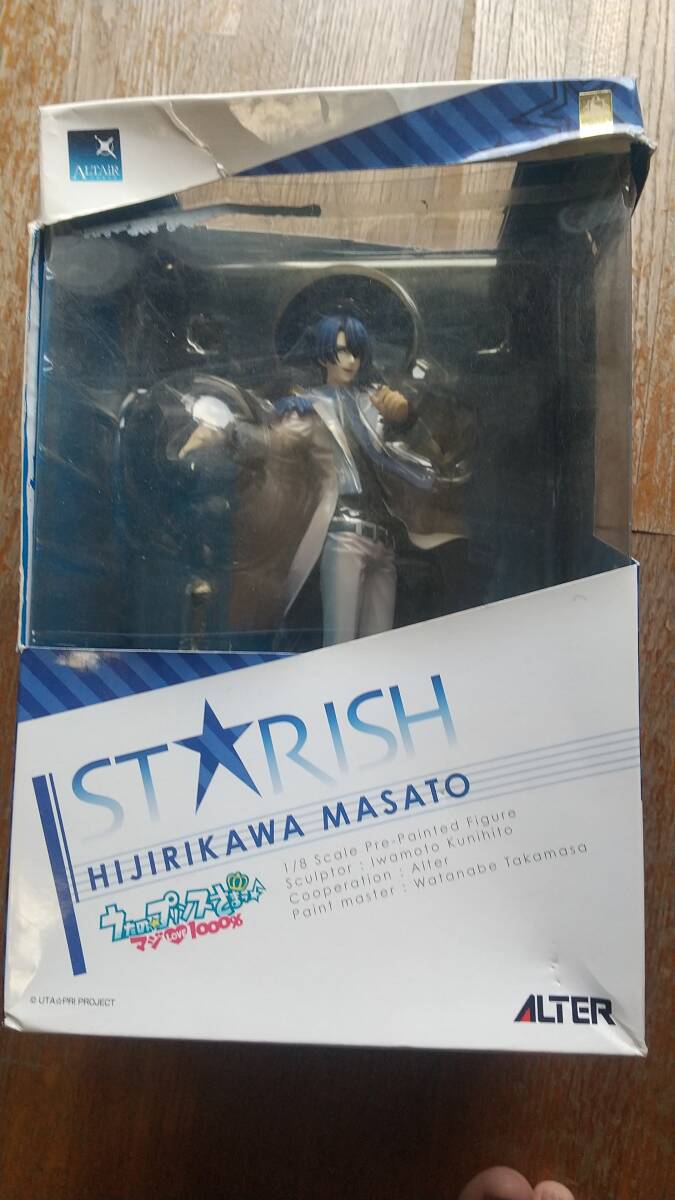 ALTAIR
ST★RISH
HIJIRIKAWA MASATO
1/8 Scale Pre-Painted Figure
Sculptor : Iwamoto Kunihito
Cooperation : Alter
Paint master : Watanabe Takamasa
うたの☆プリンスさまっ♪
マジLOVE1000%
© UTA☆PRI PROJECT
ALTER